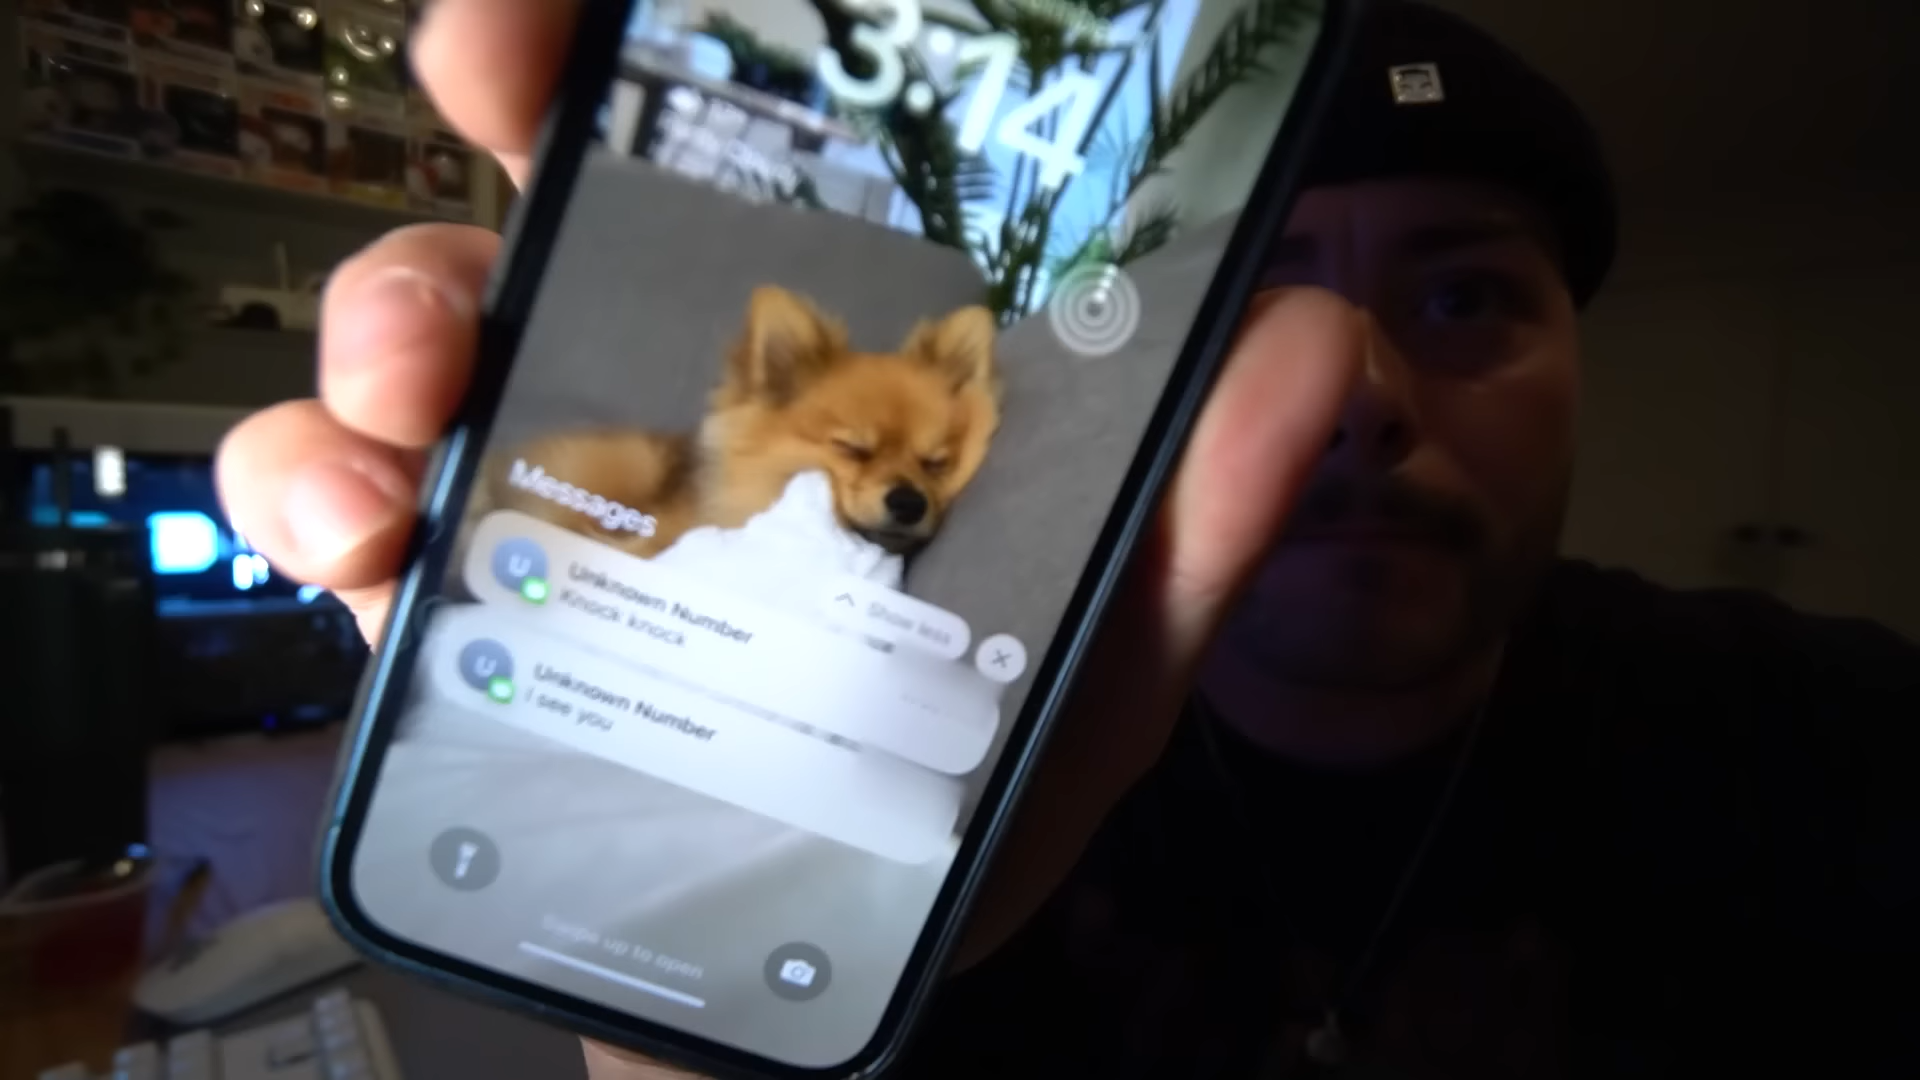 3:14
Messages
Show less
Unknown Number
Knock knock
Unknown Number
I see you
Swipe up to open